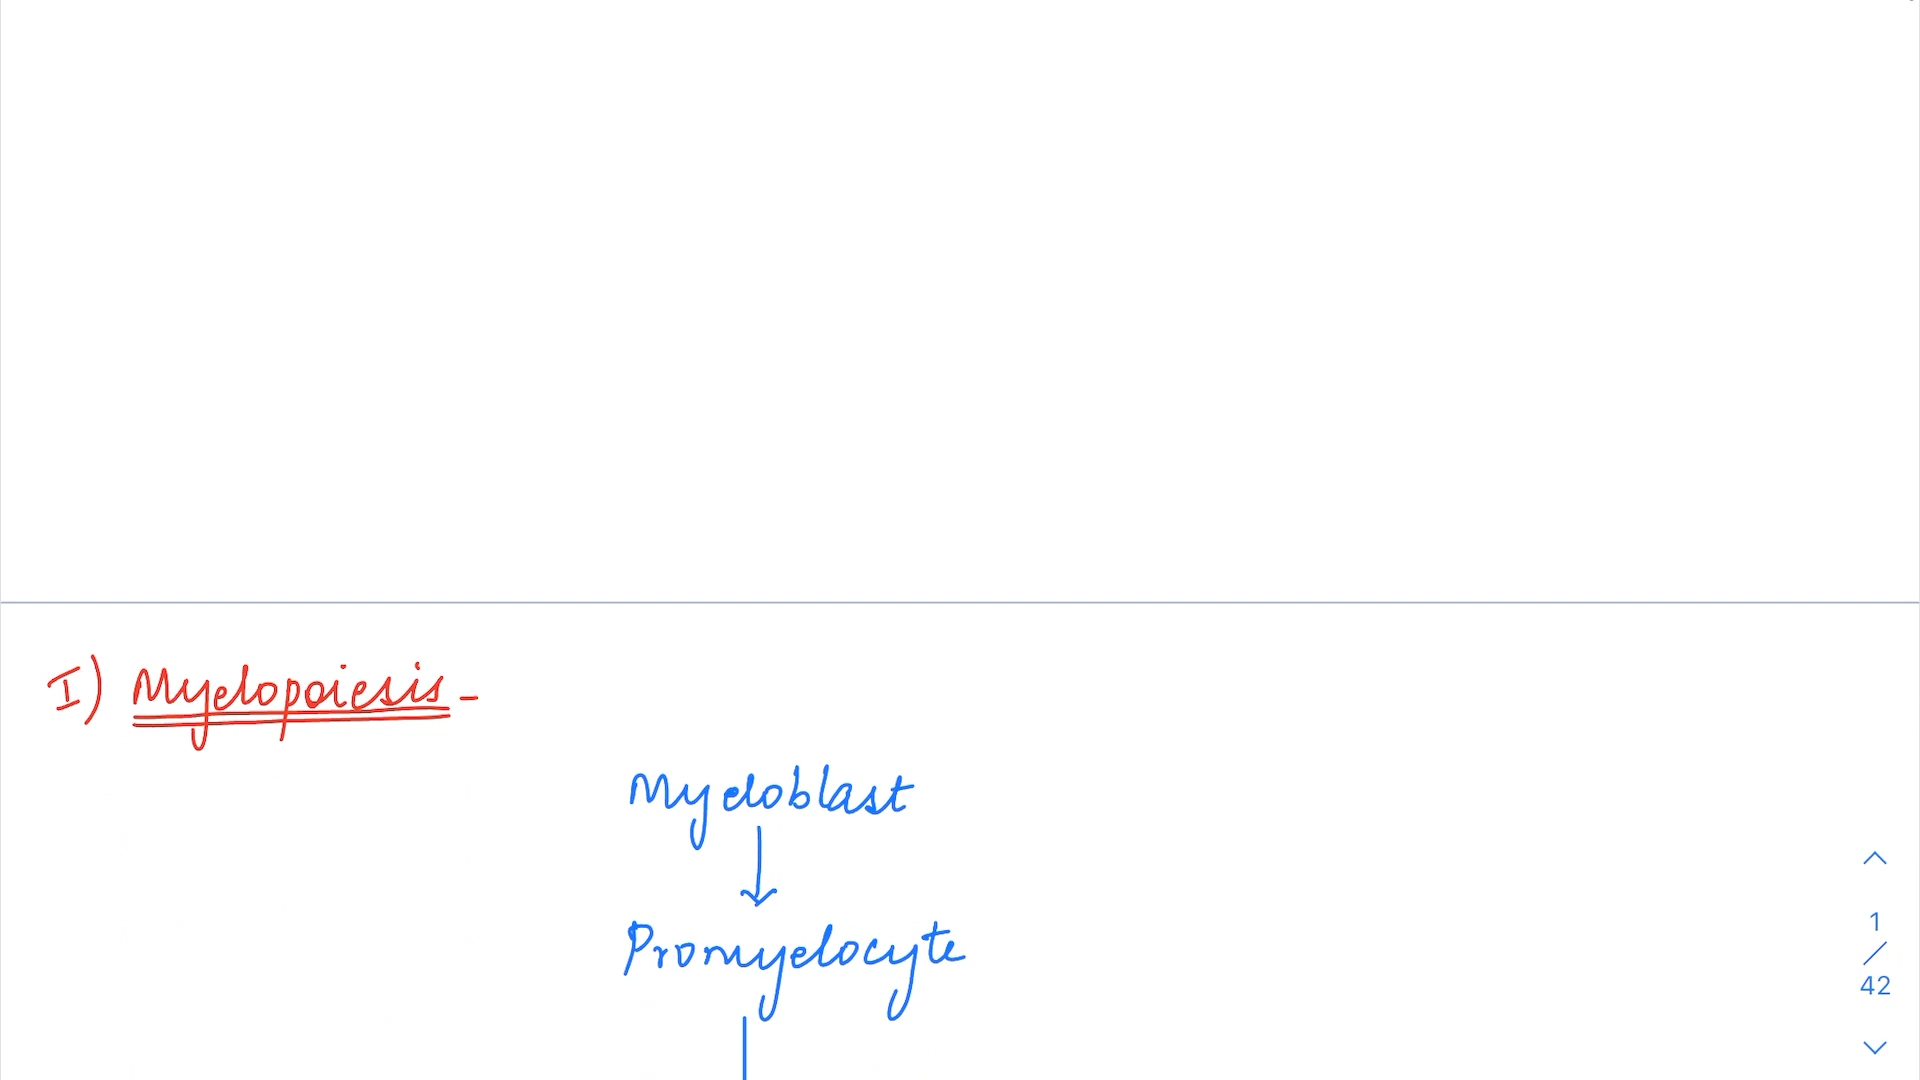 I) Myelopoiesis -
Myeloblast
↓
Promyelocyte
1
/
42